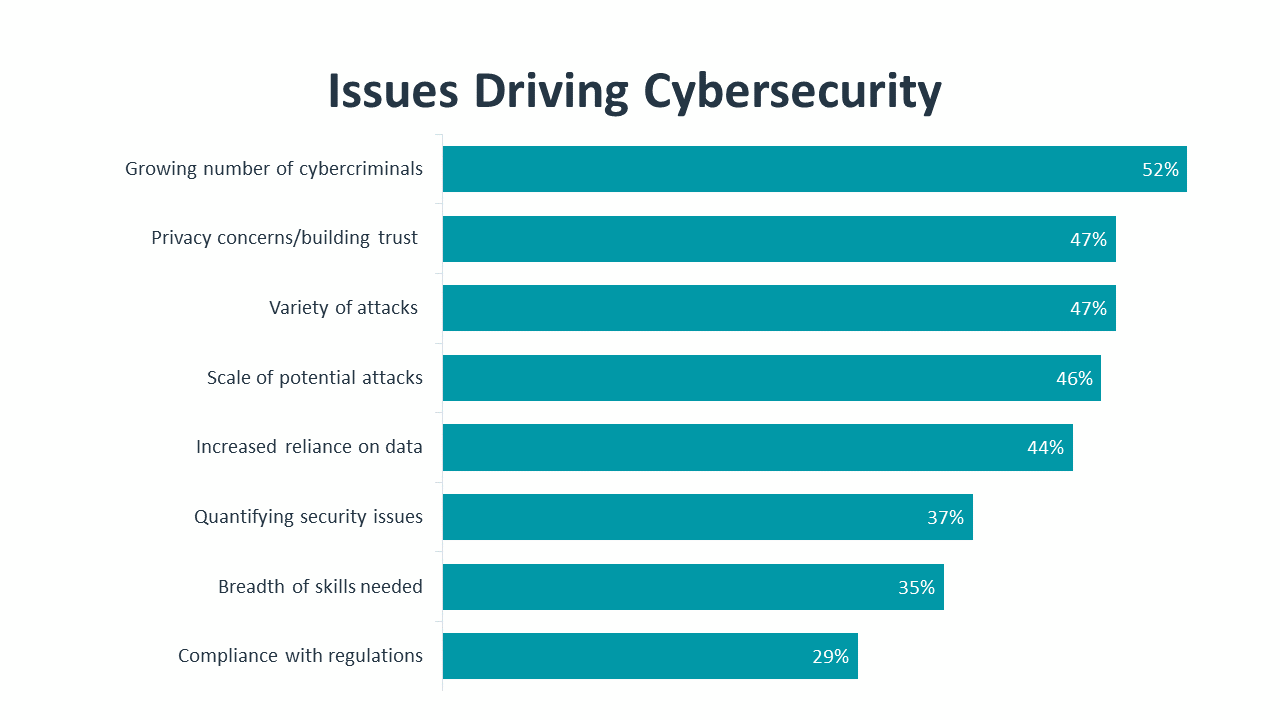 Issues Driving Cybersecurity
Growing number of cybercriminals 52%
Privacy concerns/building trust 47%
Variety of attacks 47%
Scale of potential attacks 46%
Increased reliance on data 44%
Quantifying security issues 37%
Breadth of skills needed 35%
Compliance with regulations 29%